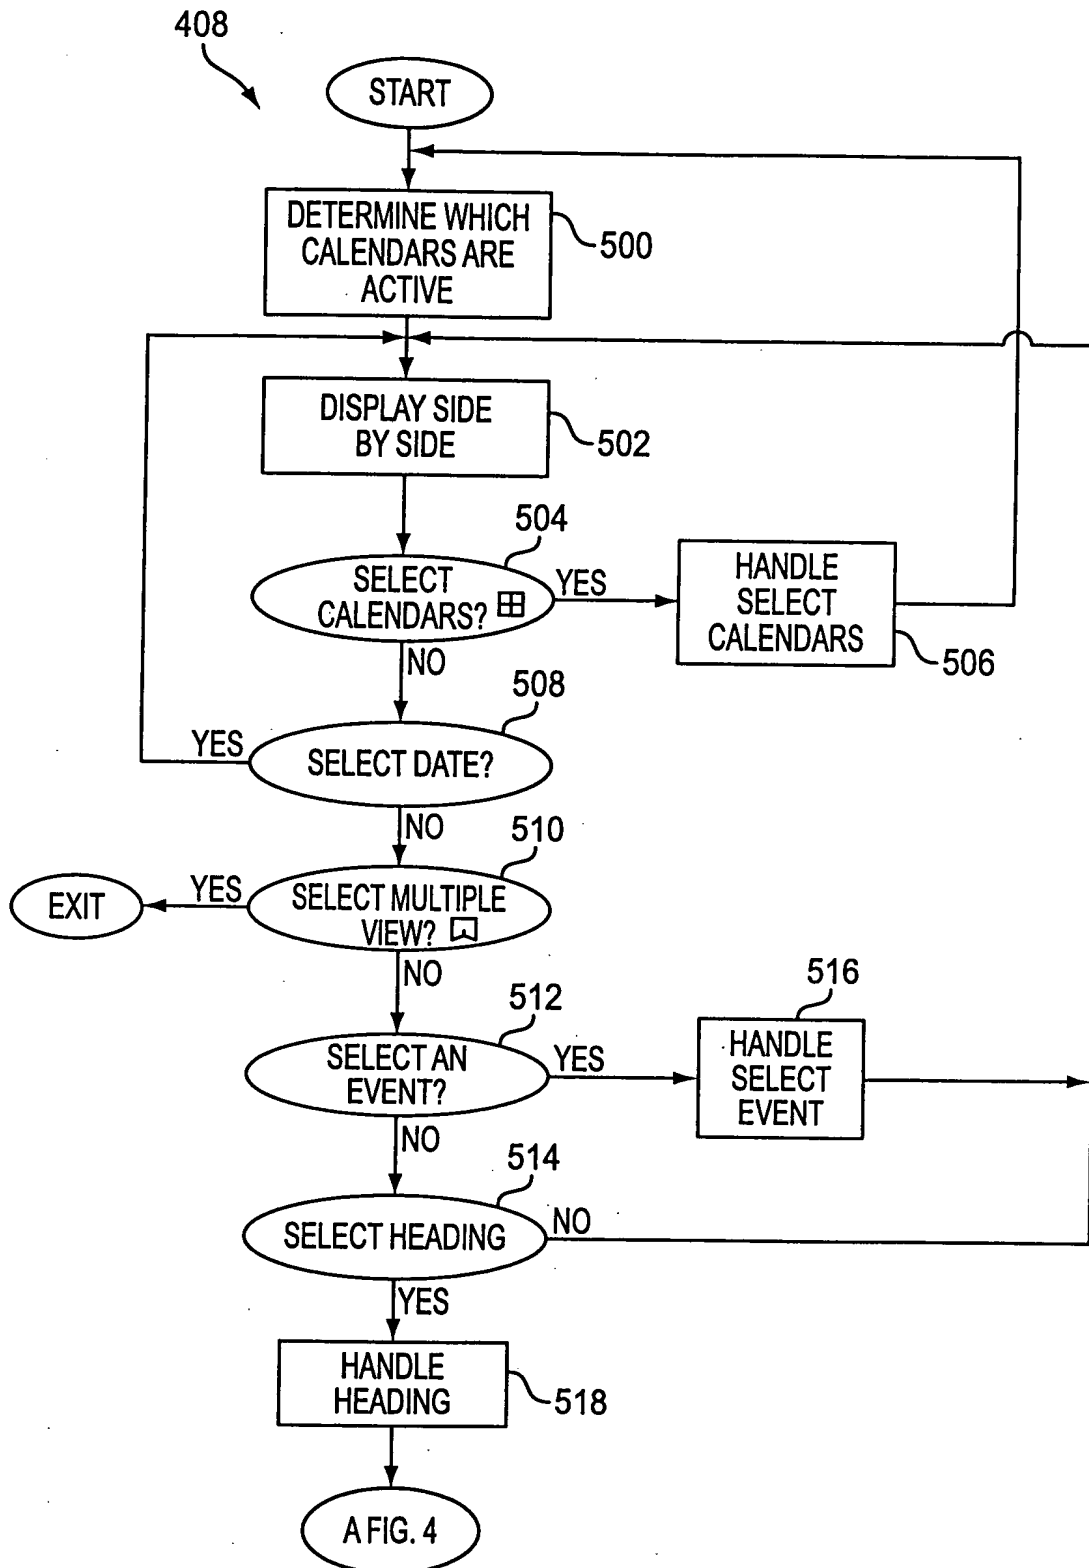 408
START
DETERMINE WHICH
CALENDARS ARE
ACTIVE
500
DISPLAY SIDE
BY SIDE
502
504
SELECT
CALENDARS?
YES
HANDLE
SELECT
CALENDARS
506
NO
508
YES
SELECT DATE?
NO
510
EXIT
YES
SELECT MULTIPLE
VIEW?
NO
512
516
SELECT AN
EVENT?
YES
HANDLE
SELECT
EVENT
NO
514
SELECT HEADING
NO
YES
HANDLE
HEADING
518
A FIG. 4